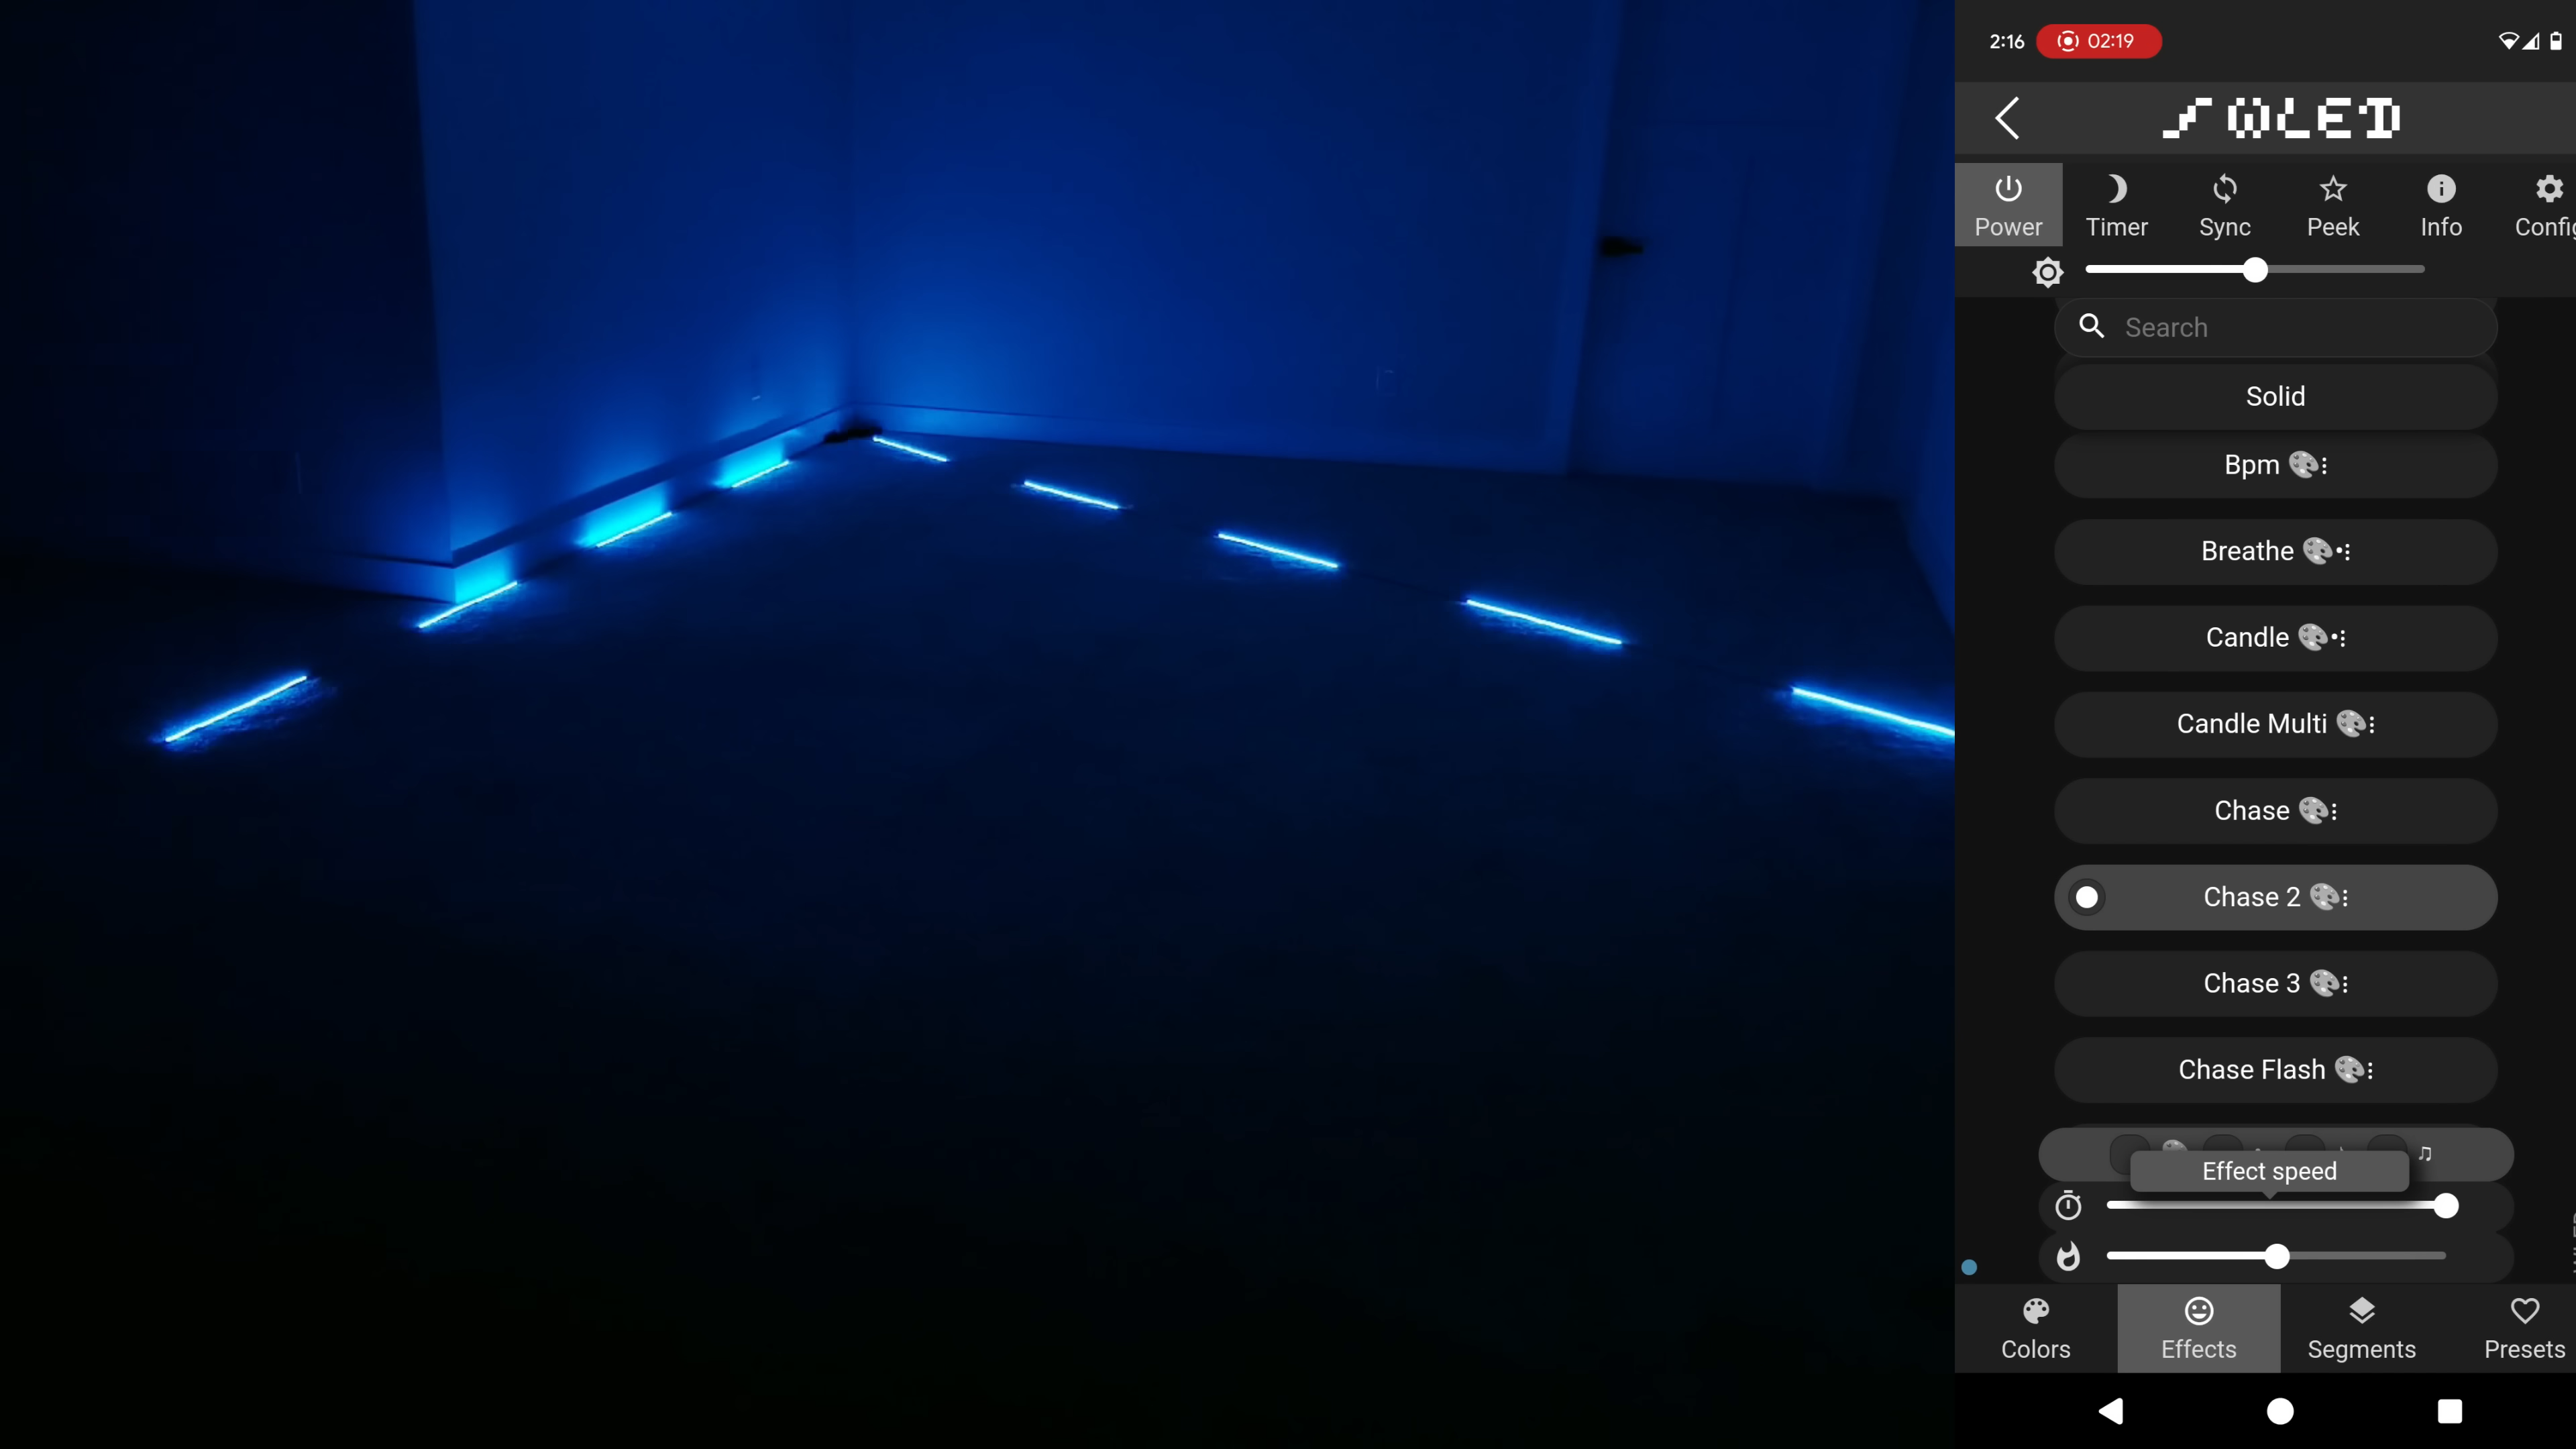 2:16 02:19
WLED
Power Timer Sync Peek Info
Search
Solid
Bpm
Breathe
Candle
Candle Multi
Chase
Chase 2
Chase 3
Chase Flash
Effect speed
Colors Effects Segments Presets